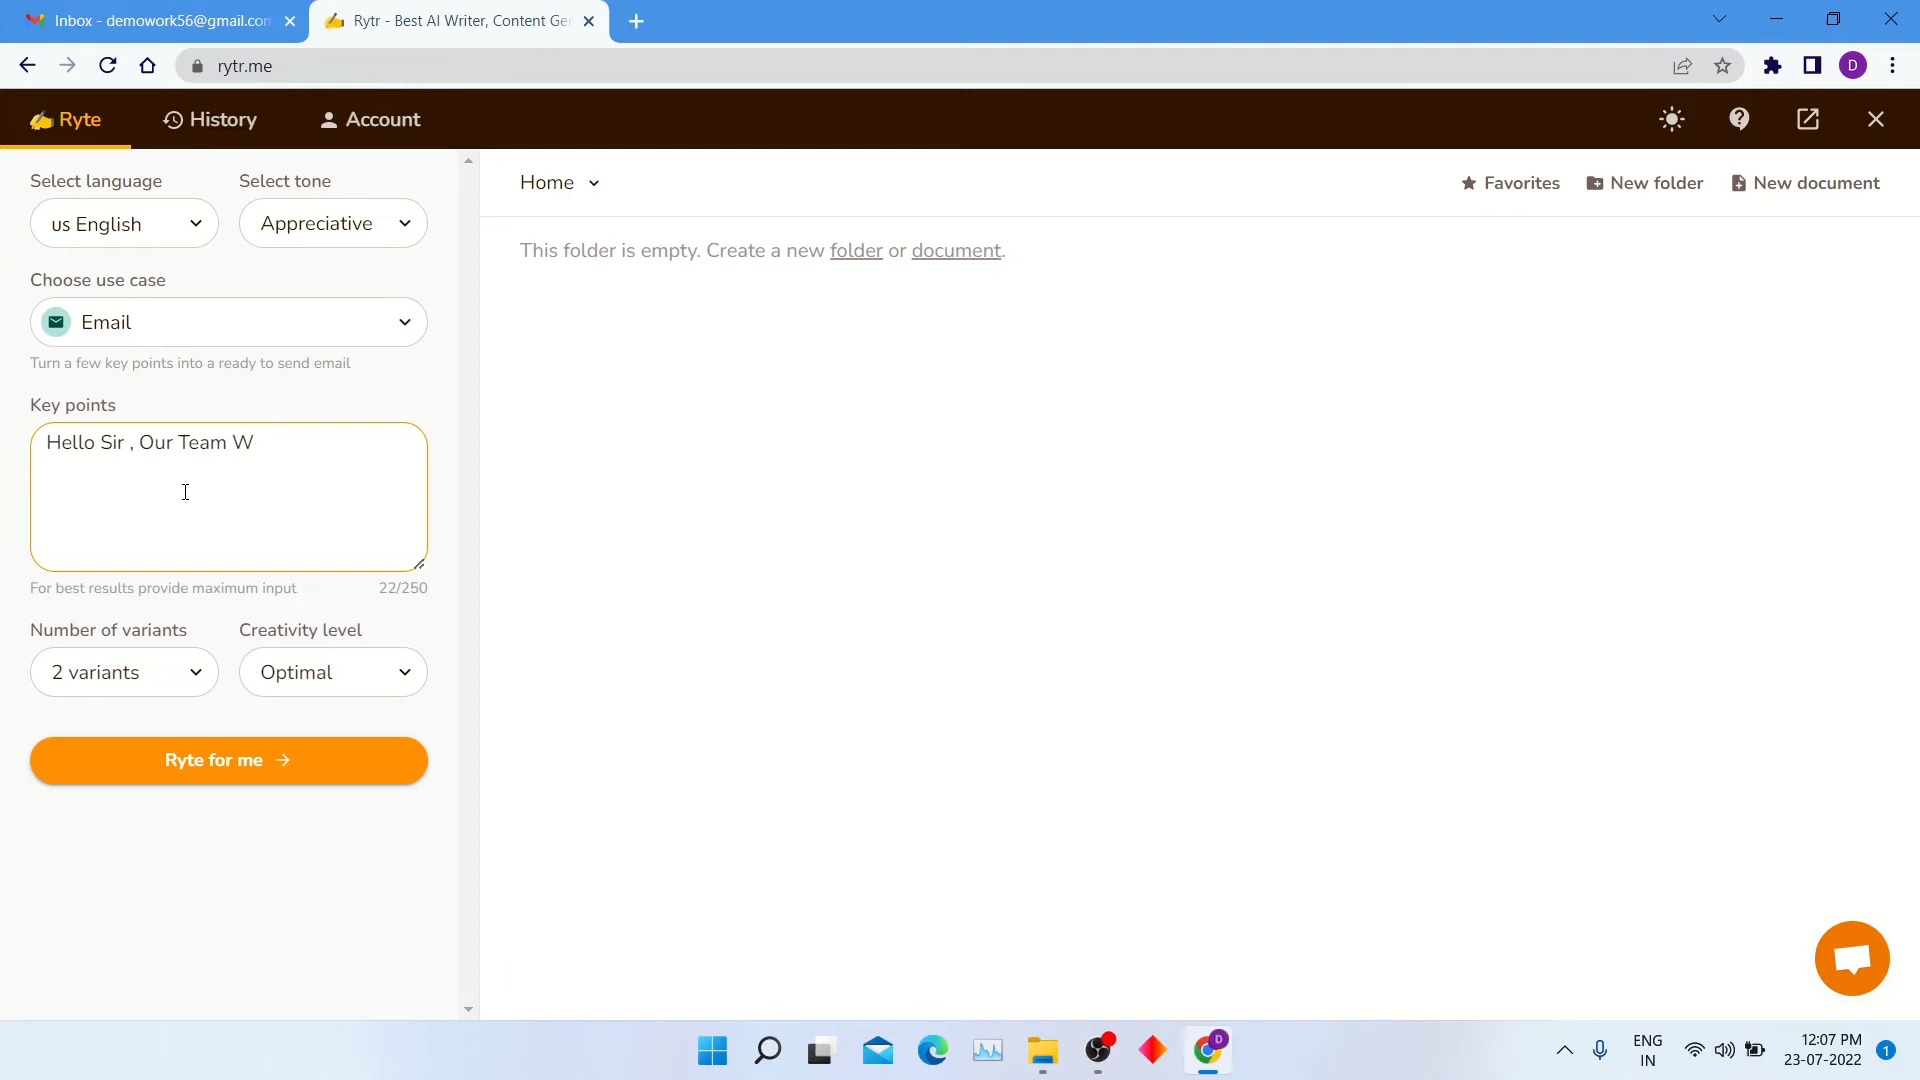 Inbox - demowork56@gmail.con
Rytr - Best AI Writer, Content Ger
rytr.me
D
Ryte
History
Account
Select language
Select tone
us English
Appreciative
Choose use case
Email
Turn a few key points into a ready to send email
Key points
Hello Sir , Our Team W
For best results provide maximum input
22/250
Number of variants
Creativity level
2 variants
Optimal
Ryte for me
Home
Favorites
New folder
New document
This folder is empty. Create a new folder or document.
D
ENG
IN
12:07 PM
23-07-2022
1